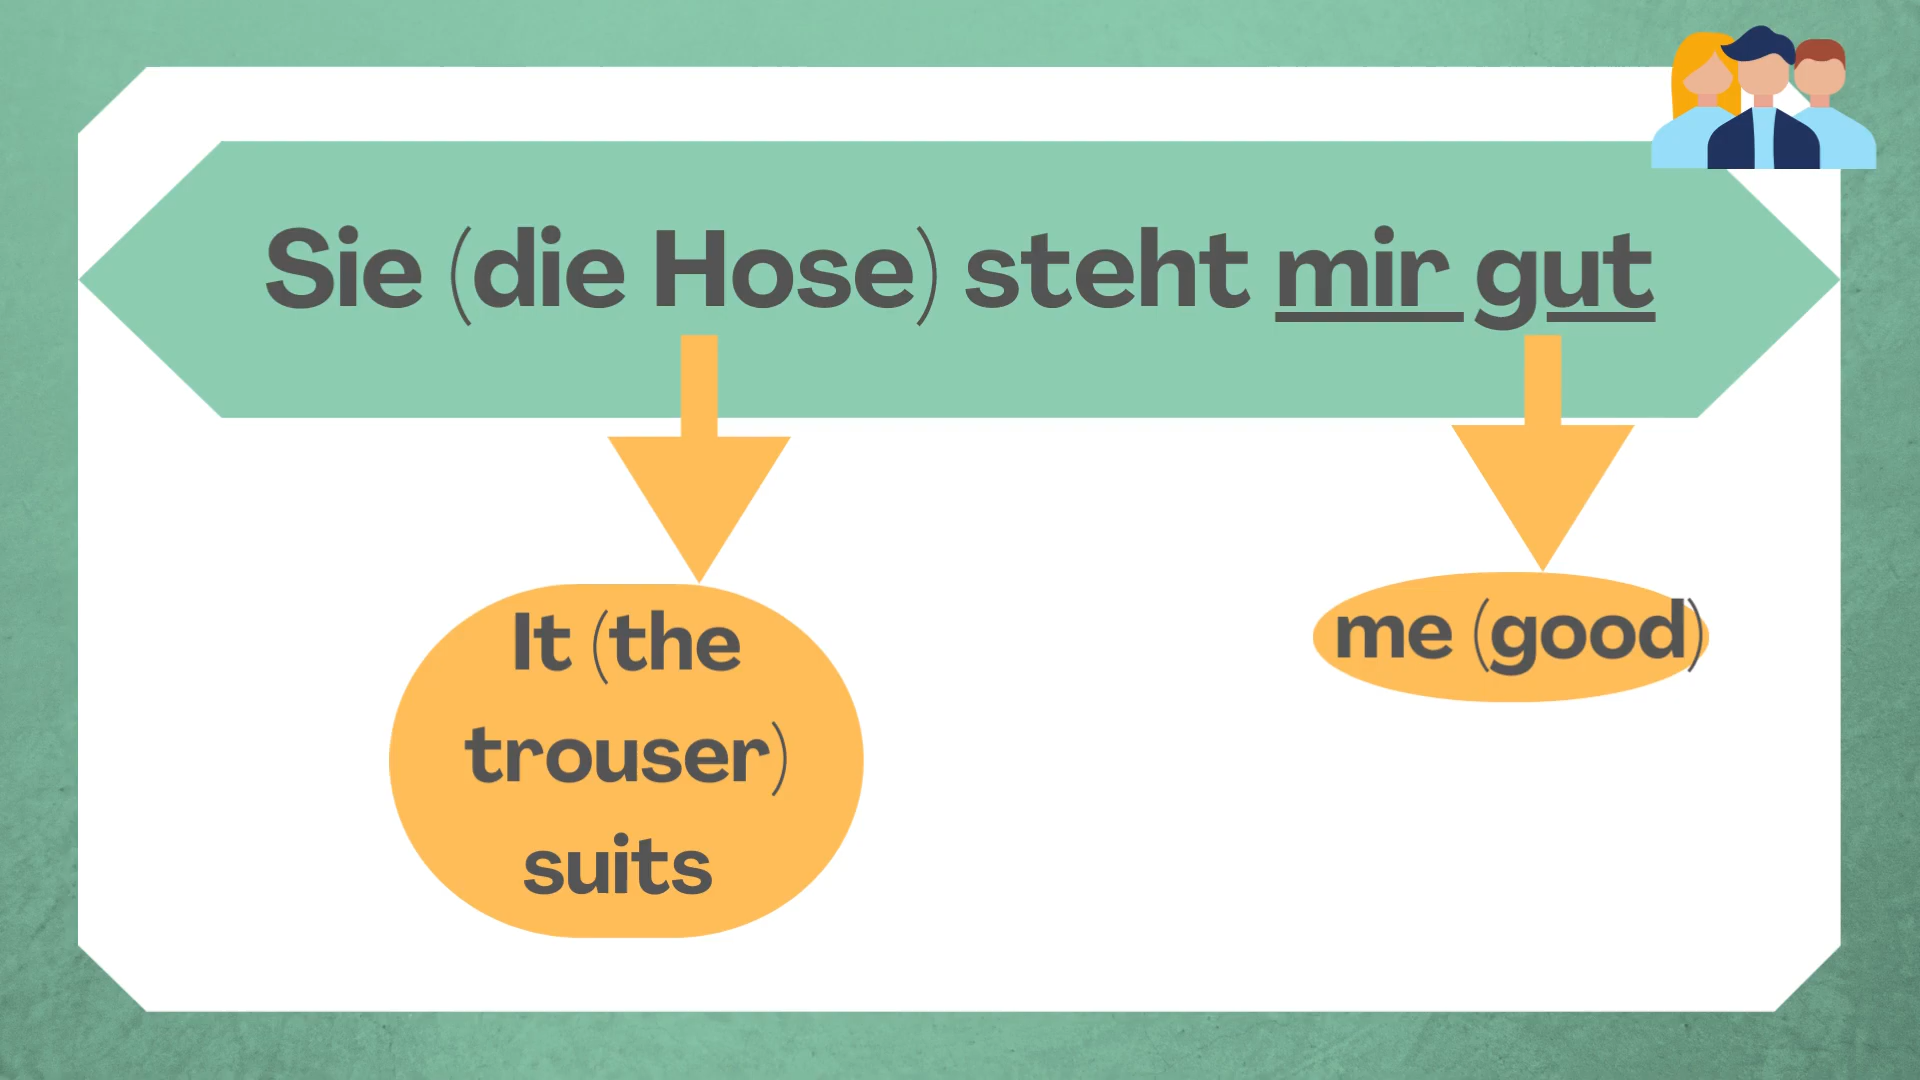 Sie (die Hose) steht mir gut
It (the
trouser)
suits
me (good)